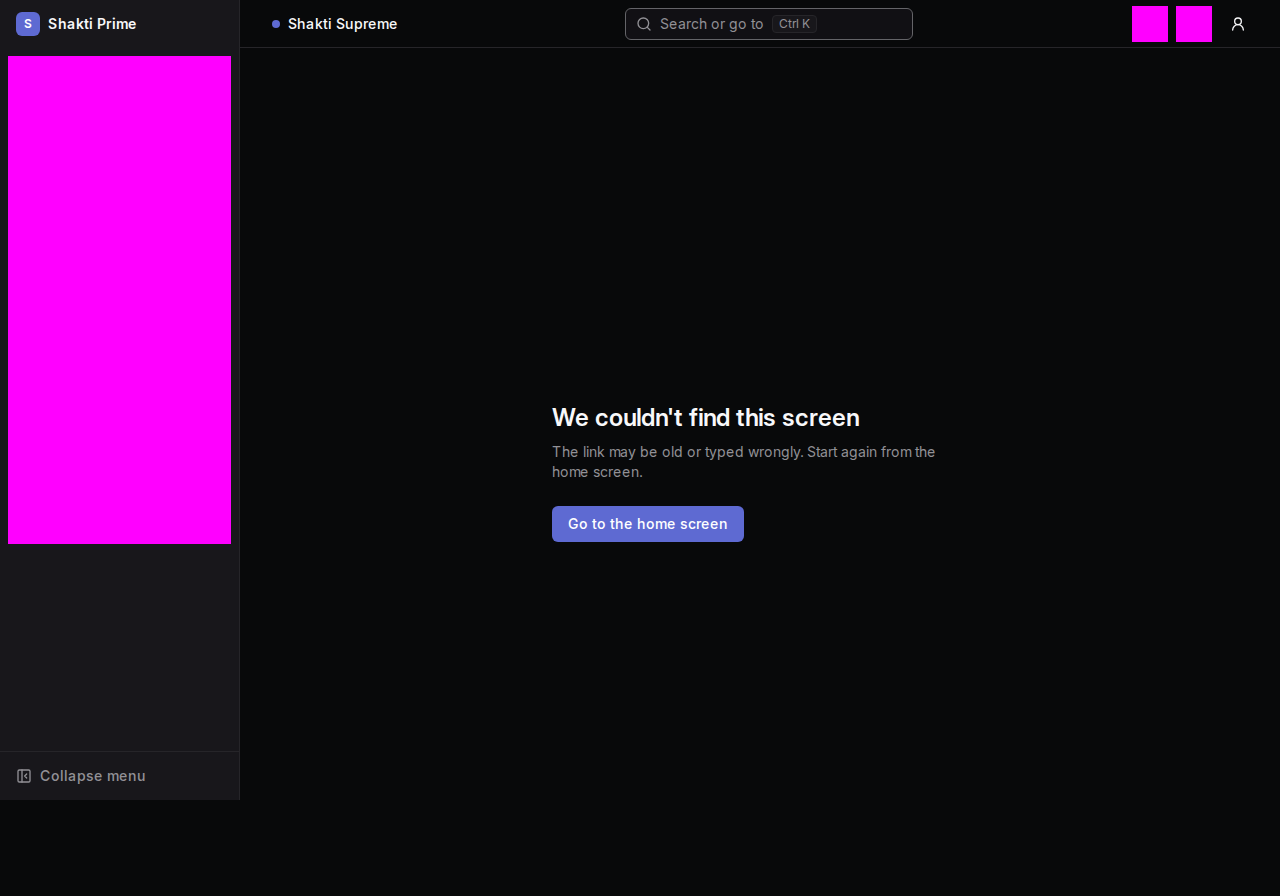 S Shakti Prime
Shakti Supreme
Search or go to Ctrl K
We couldn't find this screen
The link may be old or typed wrongly. Start again from the
home screen.
Go to the home screen
Collapse menu